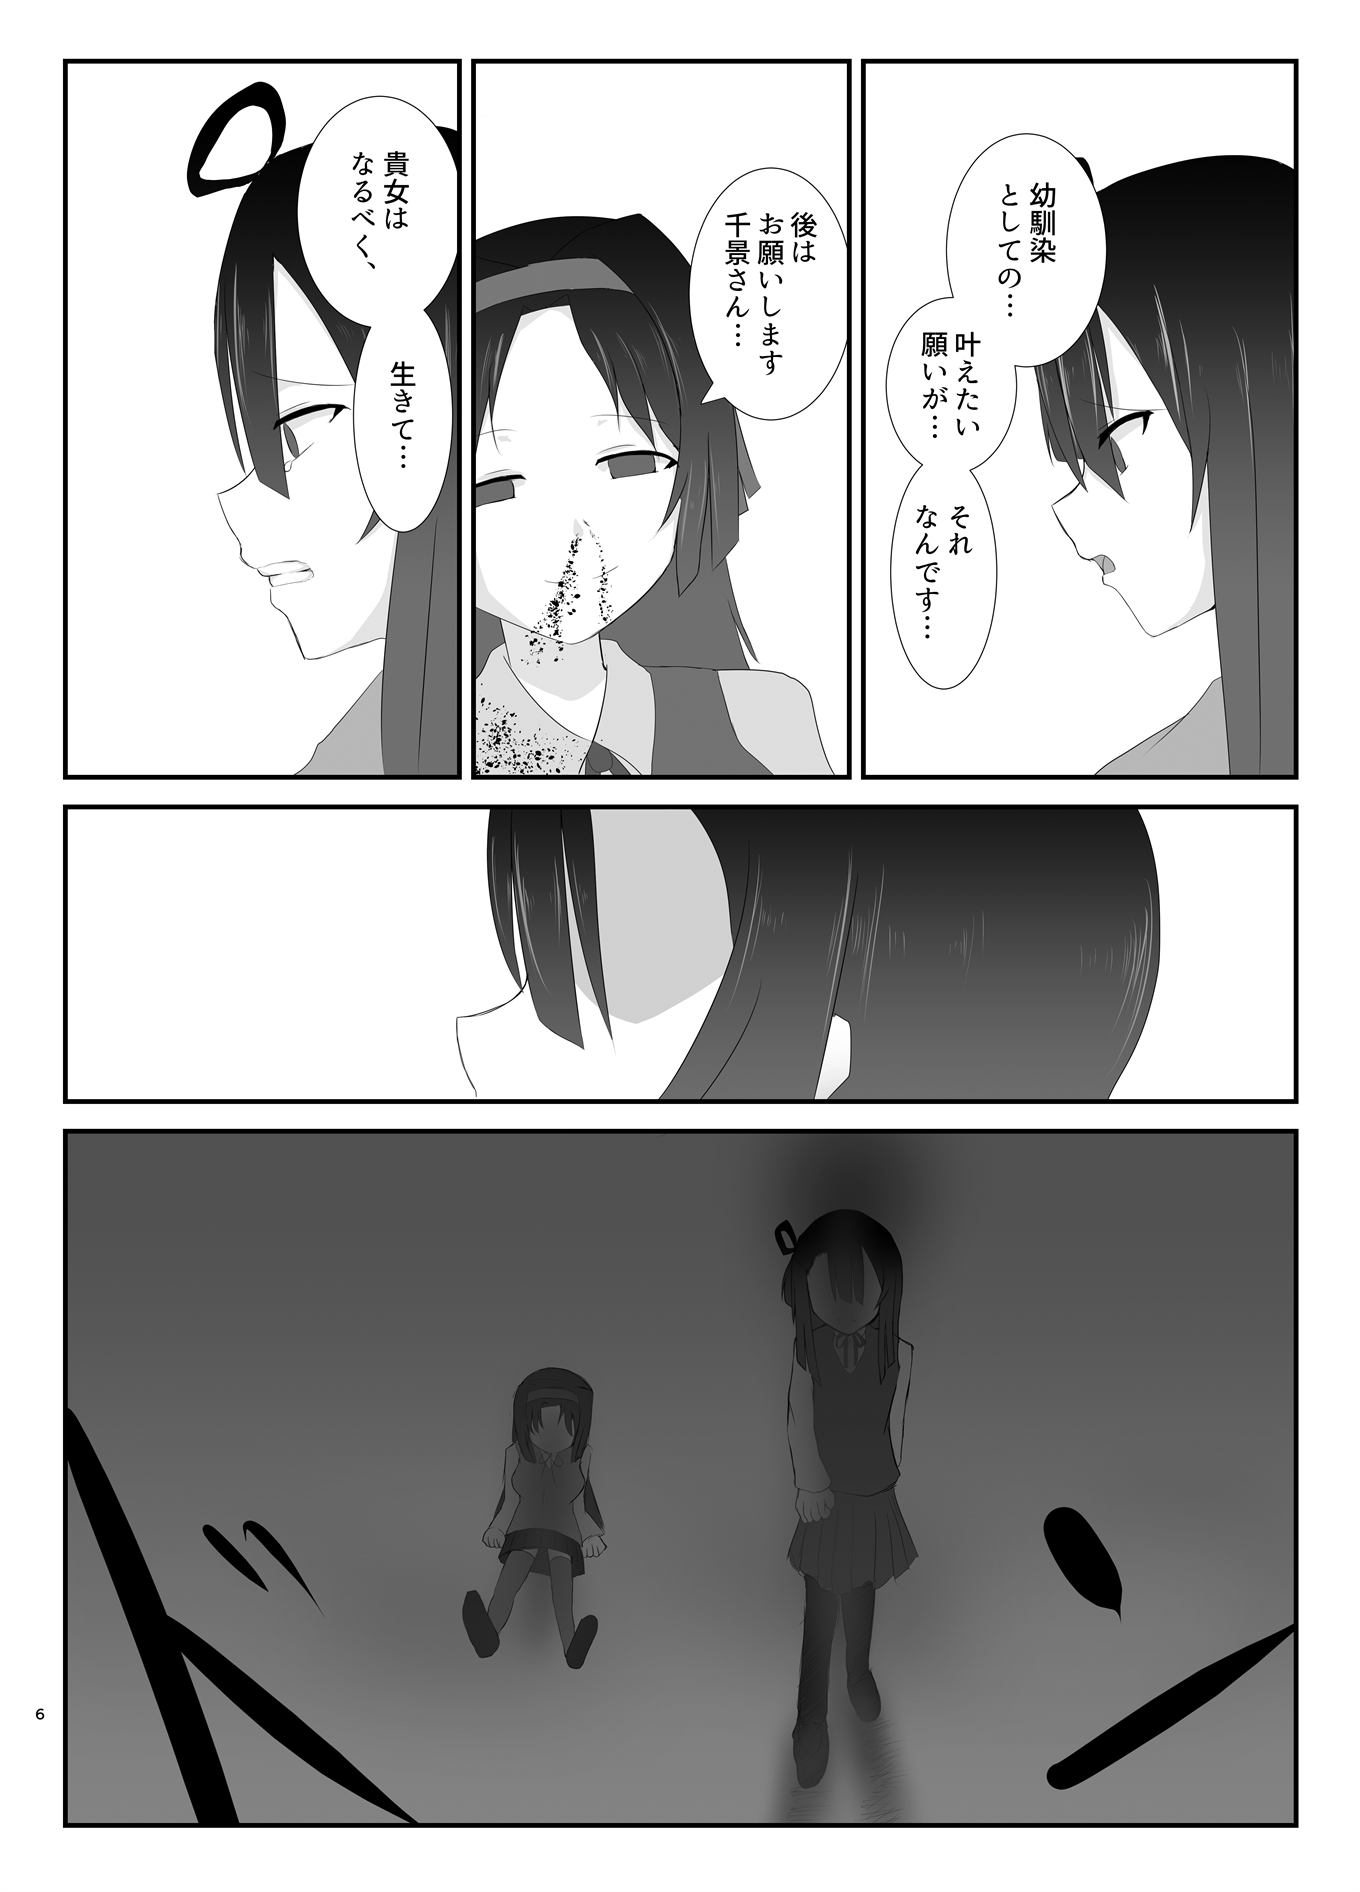 幼馴染
としての…
叶えたい
願いが…
それ
なんです…
後は
お願いします
千景さん…
貴女は
なるべく、
生きて…
6